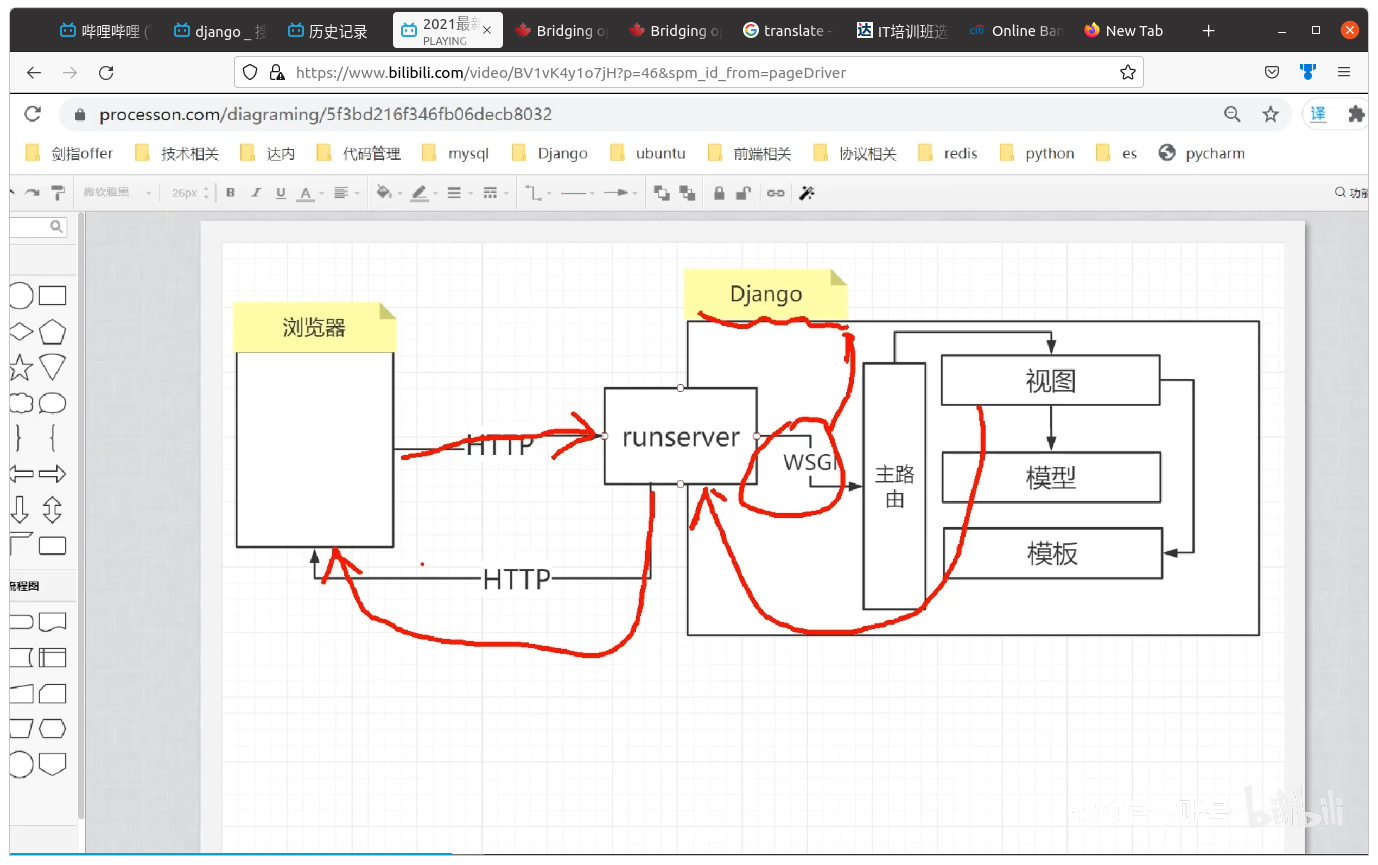 哔哩哔哩 (
django _ 搜
历史记录
2021最新
PLAYING
Bridging o
Bridging o
translate -
IT培训班选
Online Ban
New Tab
https://www.bilibili.com/video/BV1vK4y1o7jH?p=46&spm_id_from=pageDriver
processon.com/diagraming/5f3bd216f346fb06decb8032
译
剑指offer
技术相关
达内
代码管理
mysql
Django
ubuntu
前端相关
协议相关
redis
python
es
pycharm
微软雅黑
26px
B
I
U
A
功能
Django
浏览器
视图
HTTP
runserver
WSGI
主路
由
模型
模板
HTTP
流程图
bilibili